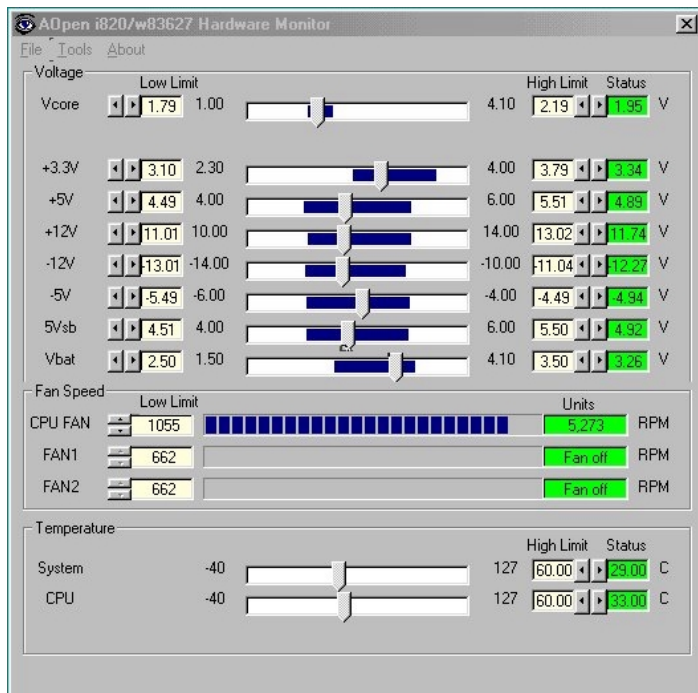 AOpen i820/w83627 Hardware Monitor
File Tools About
Voltage
Low Limit High Limit Status
Vcore 1.79 1.00 4.10 2.19 1.95 V
+3.3V 3.10 2.30 4.00 3.79 3.34 V
+5V 4.49 4.00 6.00 5.51 4.89 V
+12V 11.01 10.00 14.00 13.02 11.74 V
-12V -13.01 -14.00 -10.00 -11.04 -12.27 V
-5V -5.49 -6.00 -4.00 -4.49 -4.94 V
5Vsb 4.51 4.00 6.00 5.50 4.92 V
Vbat 2.50 1.50 4.10 3.50 3.26 V
Fan Speed
Low Limit Units
CPU FAN 1055 5,273 RPM
FAN1 662 Fan off RPM
FAN2 662 Fan off RPM
Temperature
High Limit Status
System -40 127 60.00 29.00 C
CPU -40 127 60.00 33.00 C